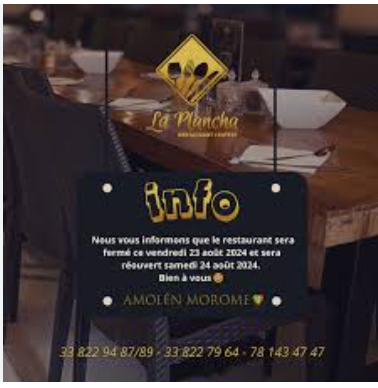 La Plancha
info
Nous vous informons que le restaurant sera
fermé ce vendredi 23 août 2024 et sera
réouvert samedi 24 août 2024.
Bien à vous
AMOLÉN MOROME
33 822 94 87/89 - 33 822 79 64 - 78 143 47 47